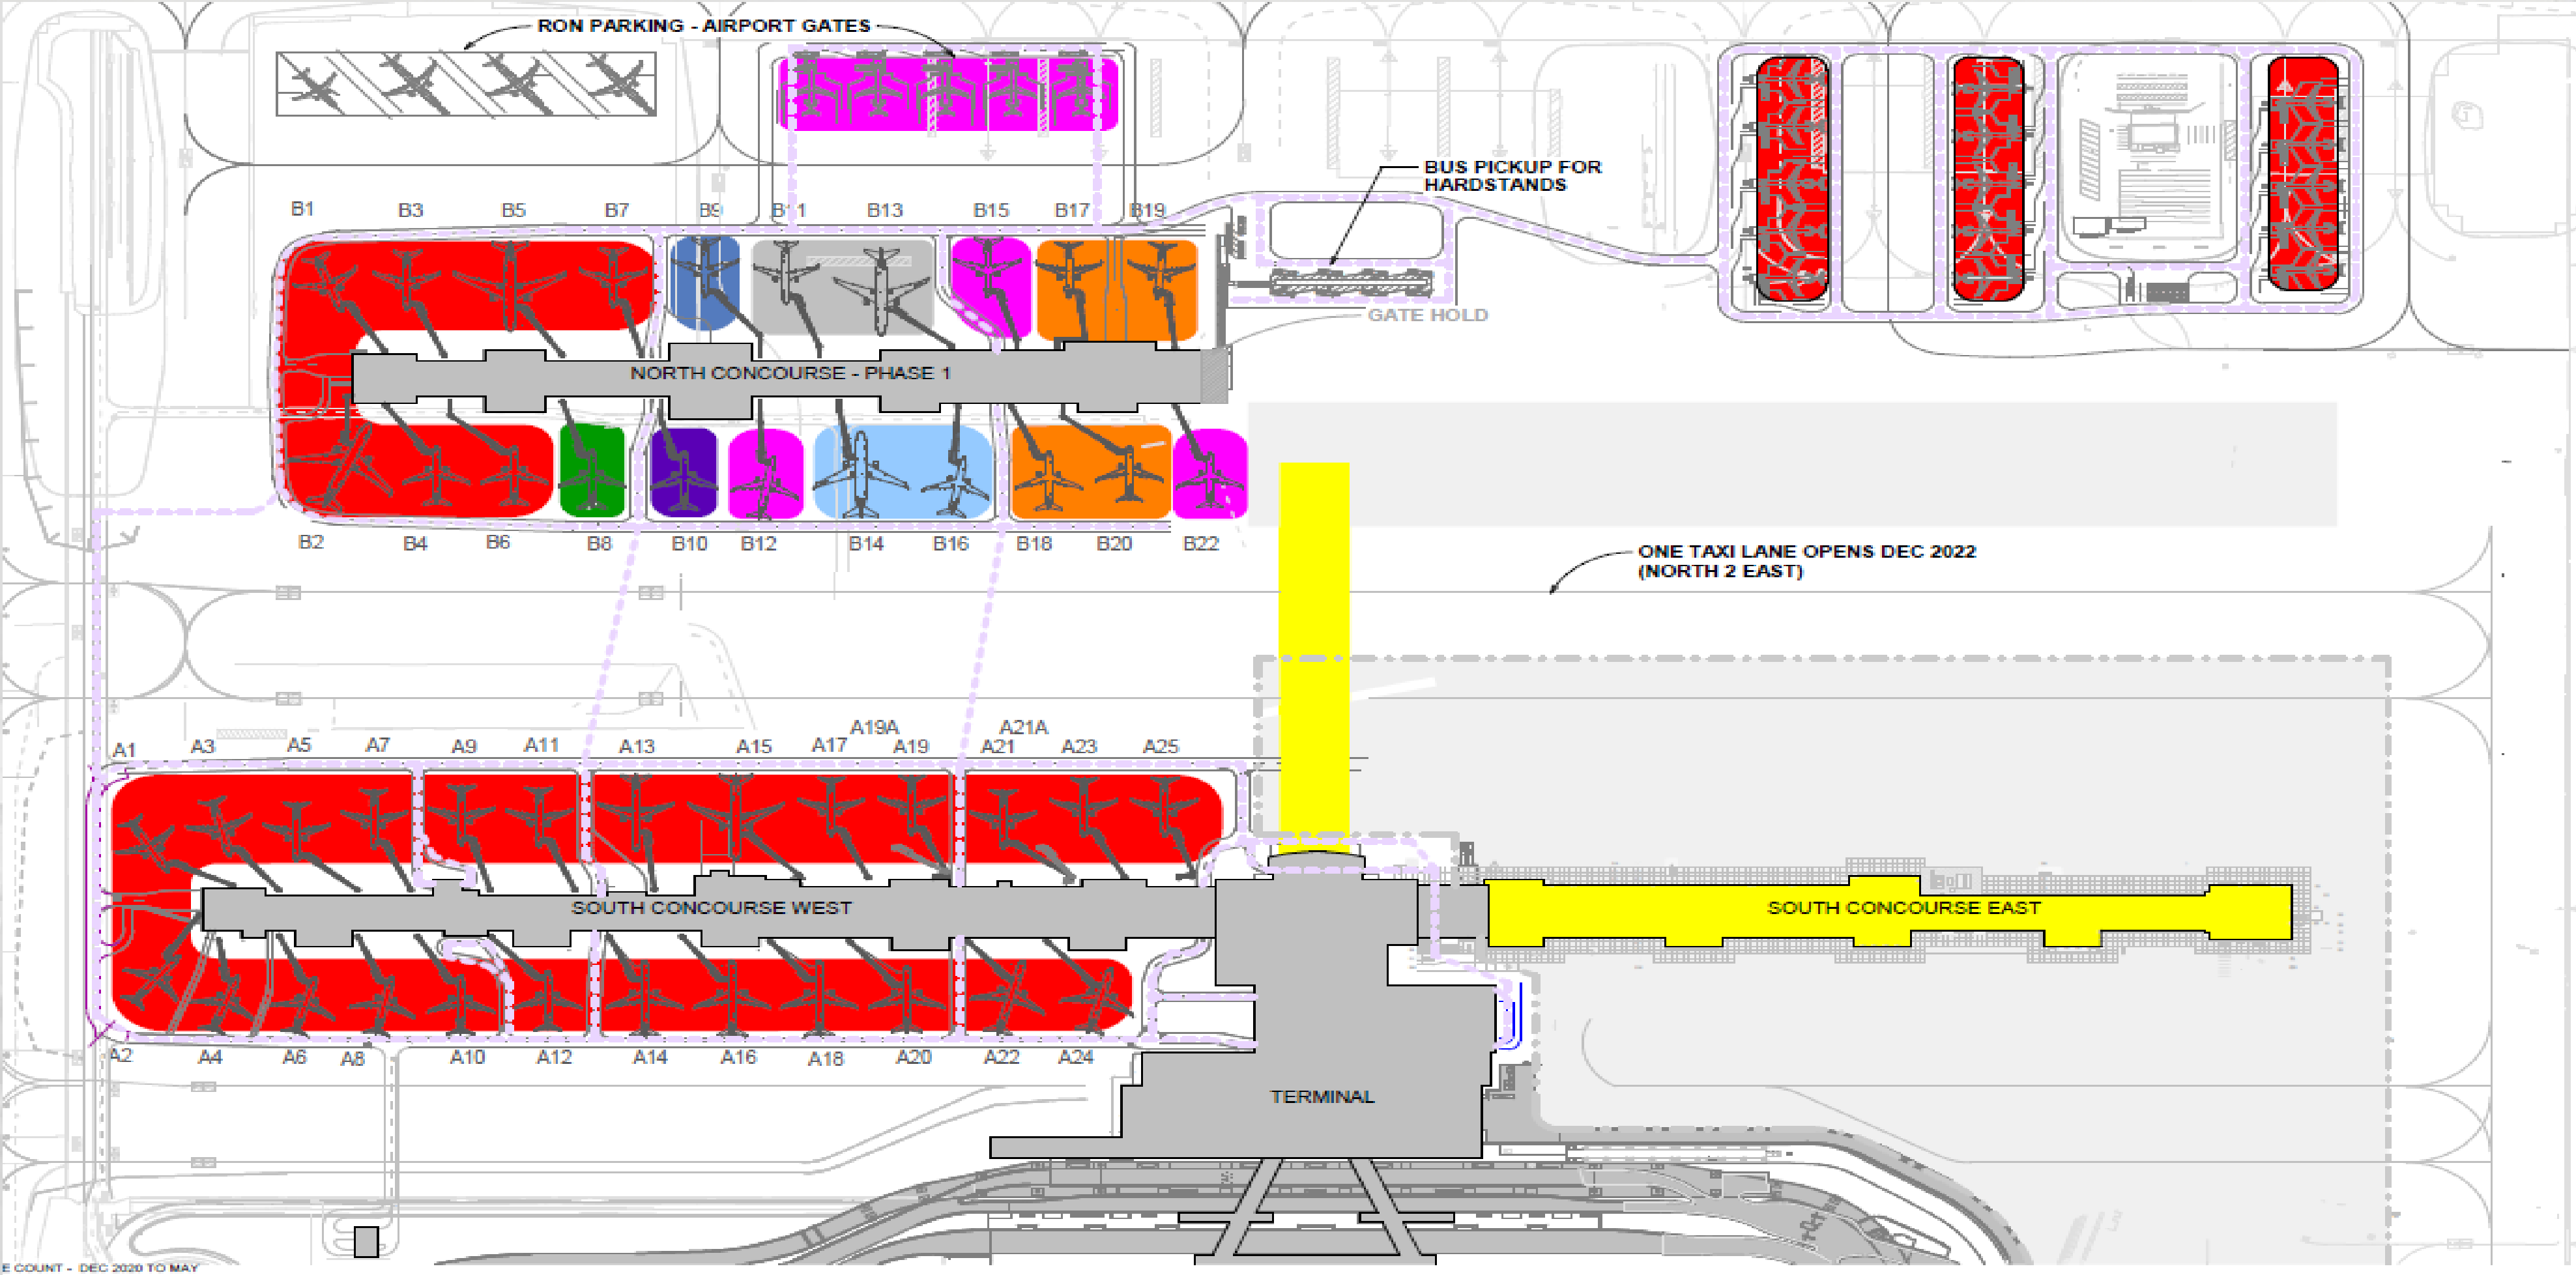 RON PARKING - AIRPORT GATES
BUS PICKUP FOR
HARDSTANDS
B1 B3 B5 B7 B9 B11 B13 B15 B17 B19
GATE HOLD
NORTH CONCOURSE - PHASE 1
B2 B4 B6 B8 B10 B12 B14 B16 B18 B20 B22
ONE TAXI LANE OPENS DEC 2022
(NORTH 2 EAST)
A19A A21A
A1 A3 A5 A7 A9 A11 A13 A15 A17 A19 A21 A23 A25
SOUTH CONCOURSE WEST
SOUTH CONCOURSE EAST
A2 A4 A6 A8 A10 A12 A14 A16 A18 A20 A22 A24
TERMINAL
E COUNT - DEC 2020 TO MAY